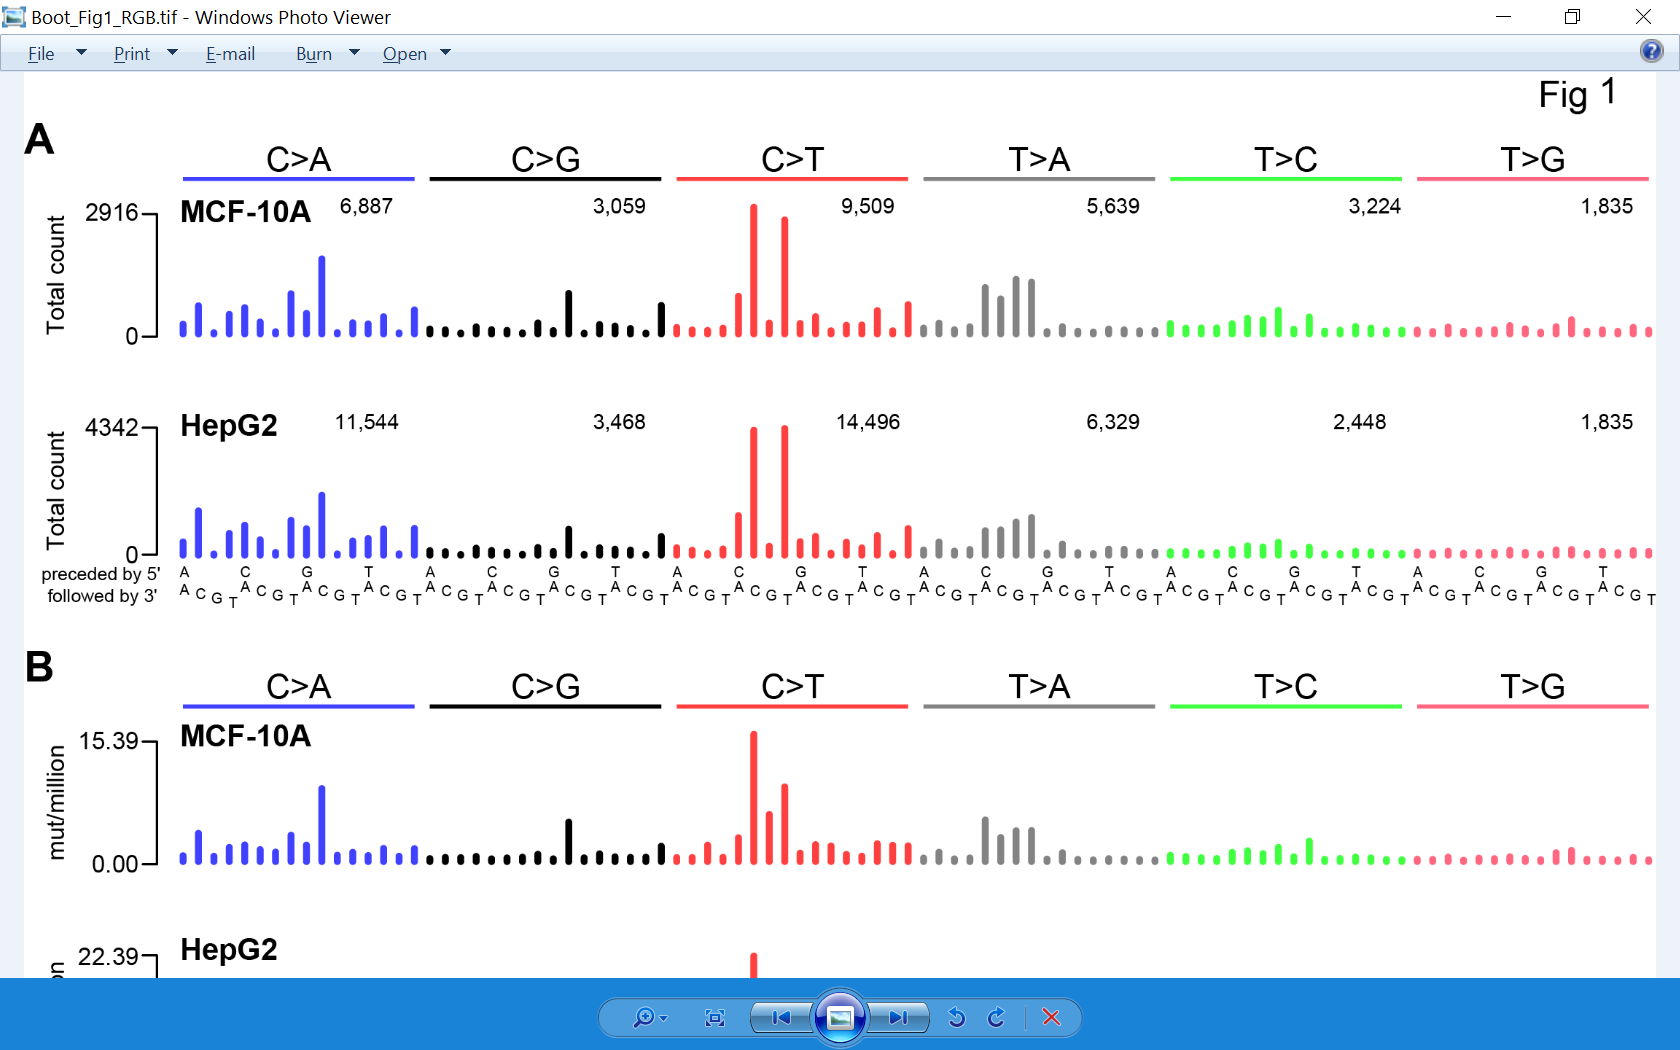 Boot_Fig1_RGB.tif - Windows Photo Viewer
File Print E-mail Burn Open
Fig 1
A
C>A C>G C>T T>A T>C T>G
MCF-10A 6,887 3,059 9,509 5,639 3,224 1,835
2916
Total count
0
HepG2 11,544 3,468 14,496 6,329 2,448 1,835
4342
Total count
0
preceded by 5' A C G T A C G T A C G T A C G T A C G T A C G T
followed by 3' A C G T A C G T A C G T A C G T A C G T A C G T A C G T A C G T A C G T A C G T A C G T A C G T A C G T A C G T A C G T A C G T A C G T A C G T A C G T A C G T A C G T A C G T A C G T A C G T
B
C>A C>G C>T T>A T>C T>G
MCF-10A
15.39
mut/million
0.00
HepG2
22.39
on